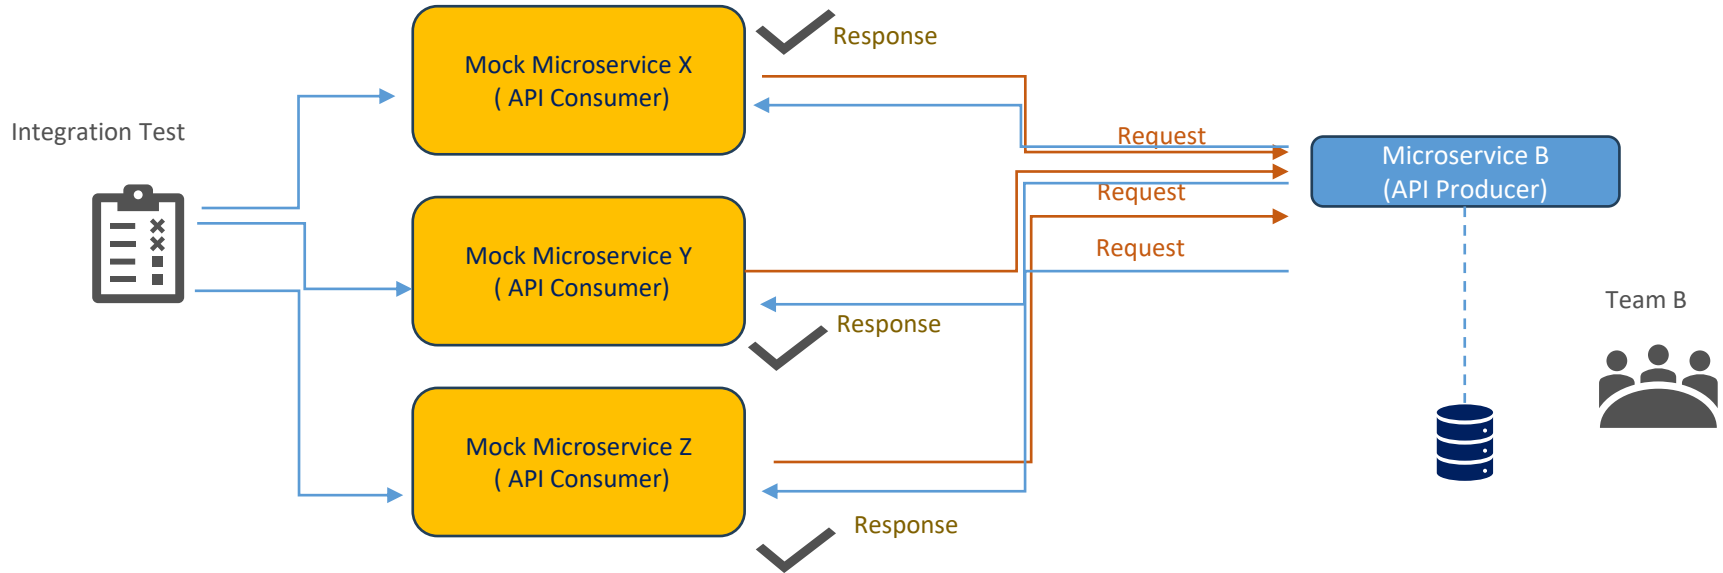 Integration Test
Mock Microservice X
( API Consumer)
Response
Request
Microservice B
(API Producer)
Request
Mock Microservice Y
( API Consumer)
Request
Response
Team B
Mock Microservice Z
( API Consumer)
Response